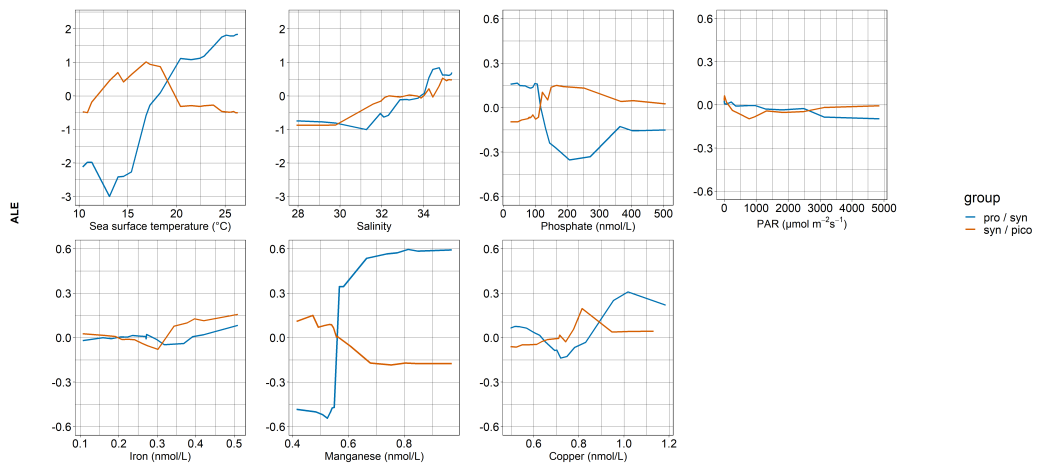 ALE
2
1
0
-1
-2
-3
10 15 20 25
Sea surface temperature (°C)
2
1
0
-1
-2
-3
28 30 32 34
Salinity
0.6
0.3
0.0
-0.3
-0.6
0 100 200 300 400 500
Phosphate (nmol/L)
0.6
0.3
0.0
-0.3
-0.6
0 1000 2000 3000 4000 5000
PAR (μmol m⁻²s⁻¹)
group
pro / syn
syn / pico
0.6
0.3
0.0
-0.3
-0.6
0.1 0.2 0.3 0.4 0.5
Iron (nmol/L)
0.6
0.3
0.0
-0.3
-0.6
0.4 0.6 0.8
Manganese (nmol/L)
0.6
0.3
0.0
-0.3
-0.6
0.6 0.8 1.0 1.2
Copper (nmol/L)